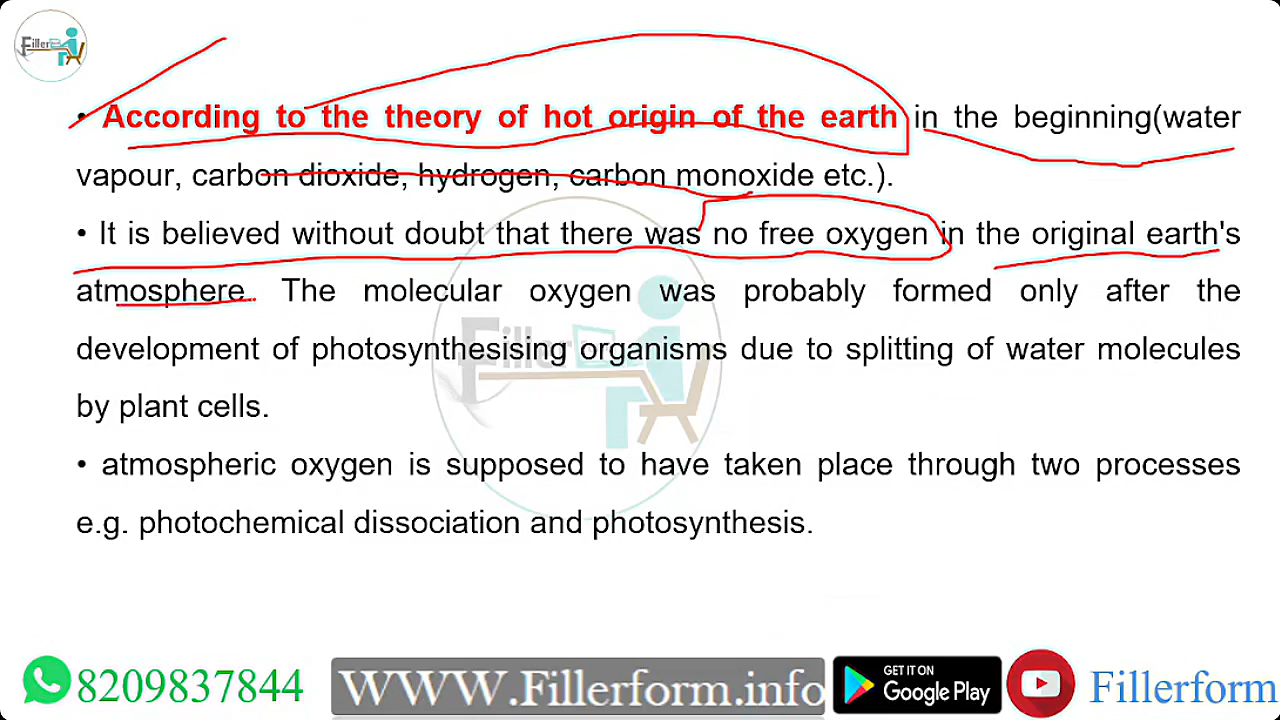 Filler
• According to the theory of hot origin of the earth in the beginning(water
vapour, carbon dioxide, hydrogen, carbon monoxide etc.).
• It is believed without doubt that there was no free oxygen in the original earth's
atmosphere. The molecular oxygen was probably formed only after the
development of photosynthesising organisms due to splitting of water molecules
by plant cells.
• atmospheric oxygen is supposed to have taken place through two processes
e.g. photochemical dissociation and photosynthesis.
Filler
8209837844
WWW.Fillerform.info
GET IT ON
Google Play
Fillerform